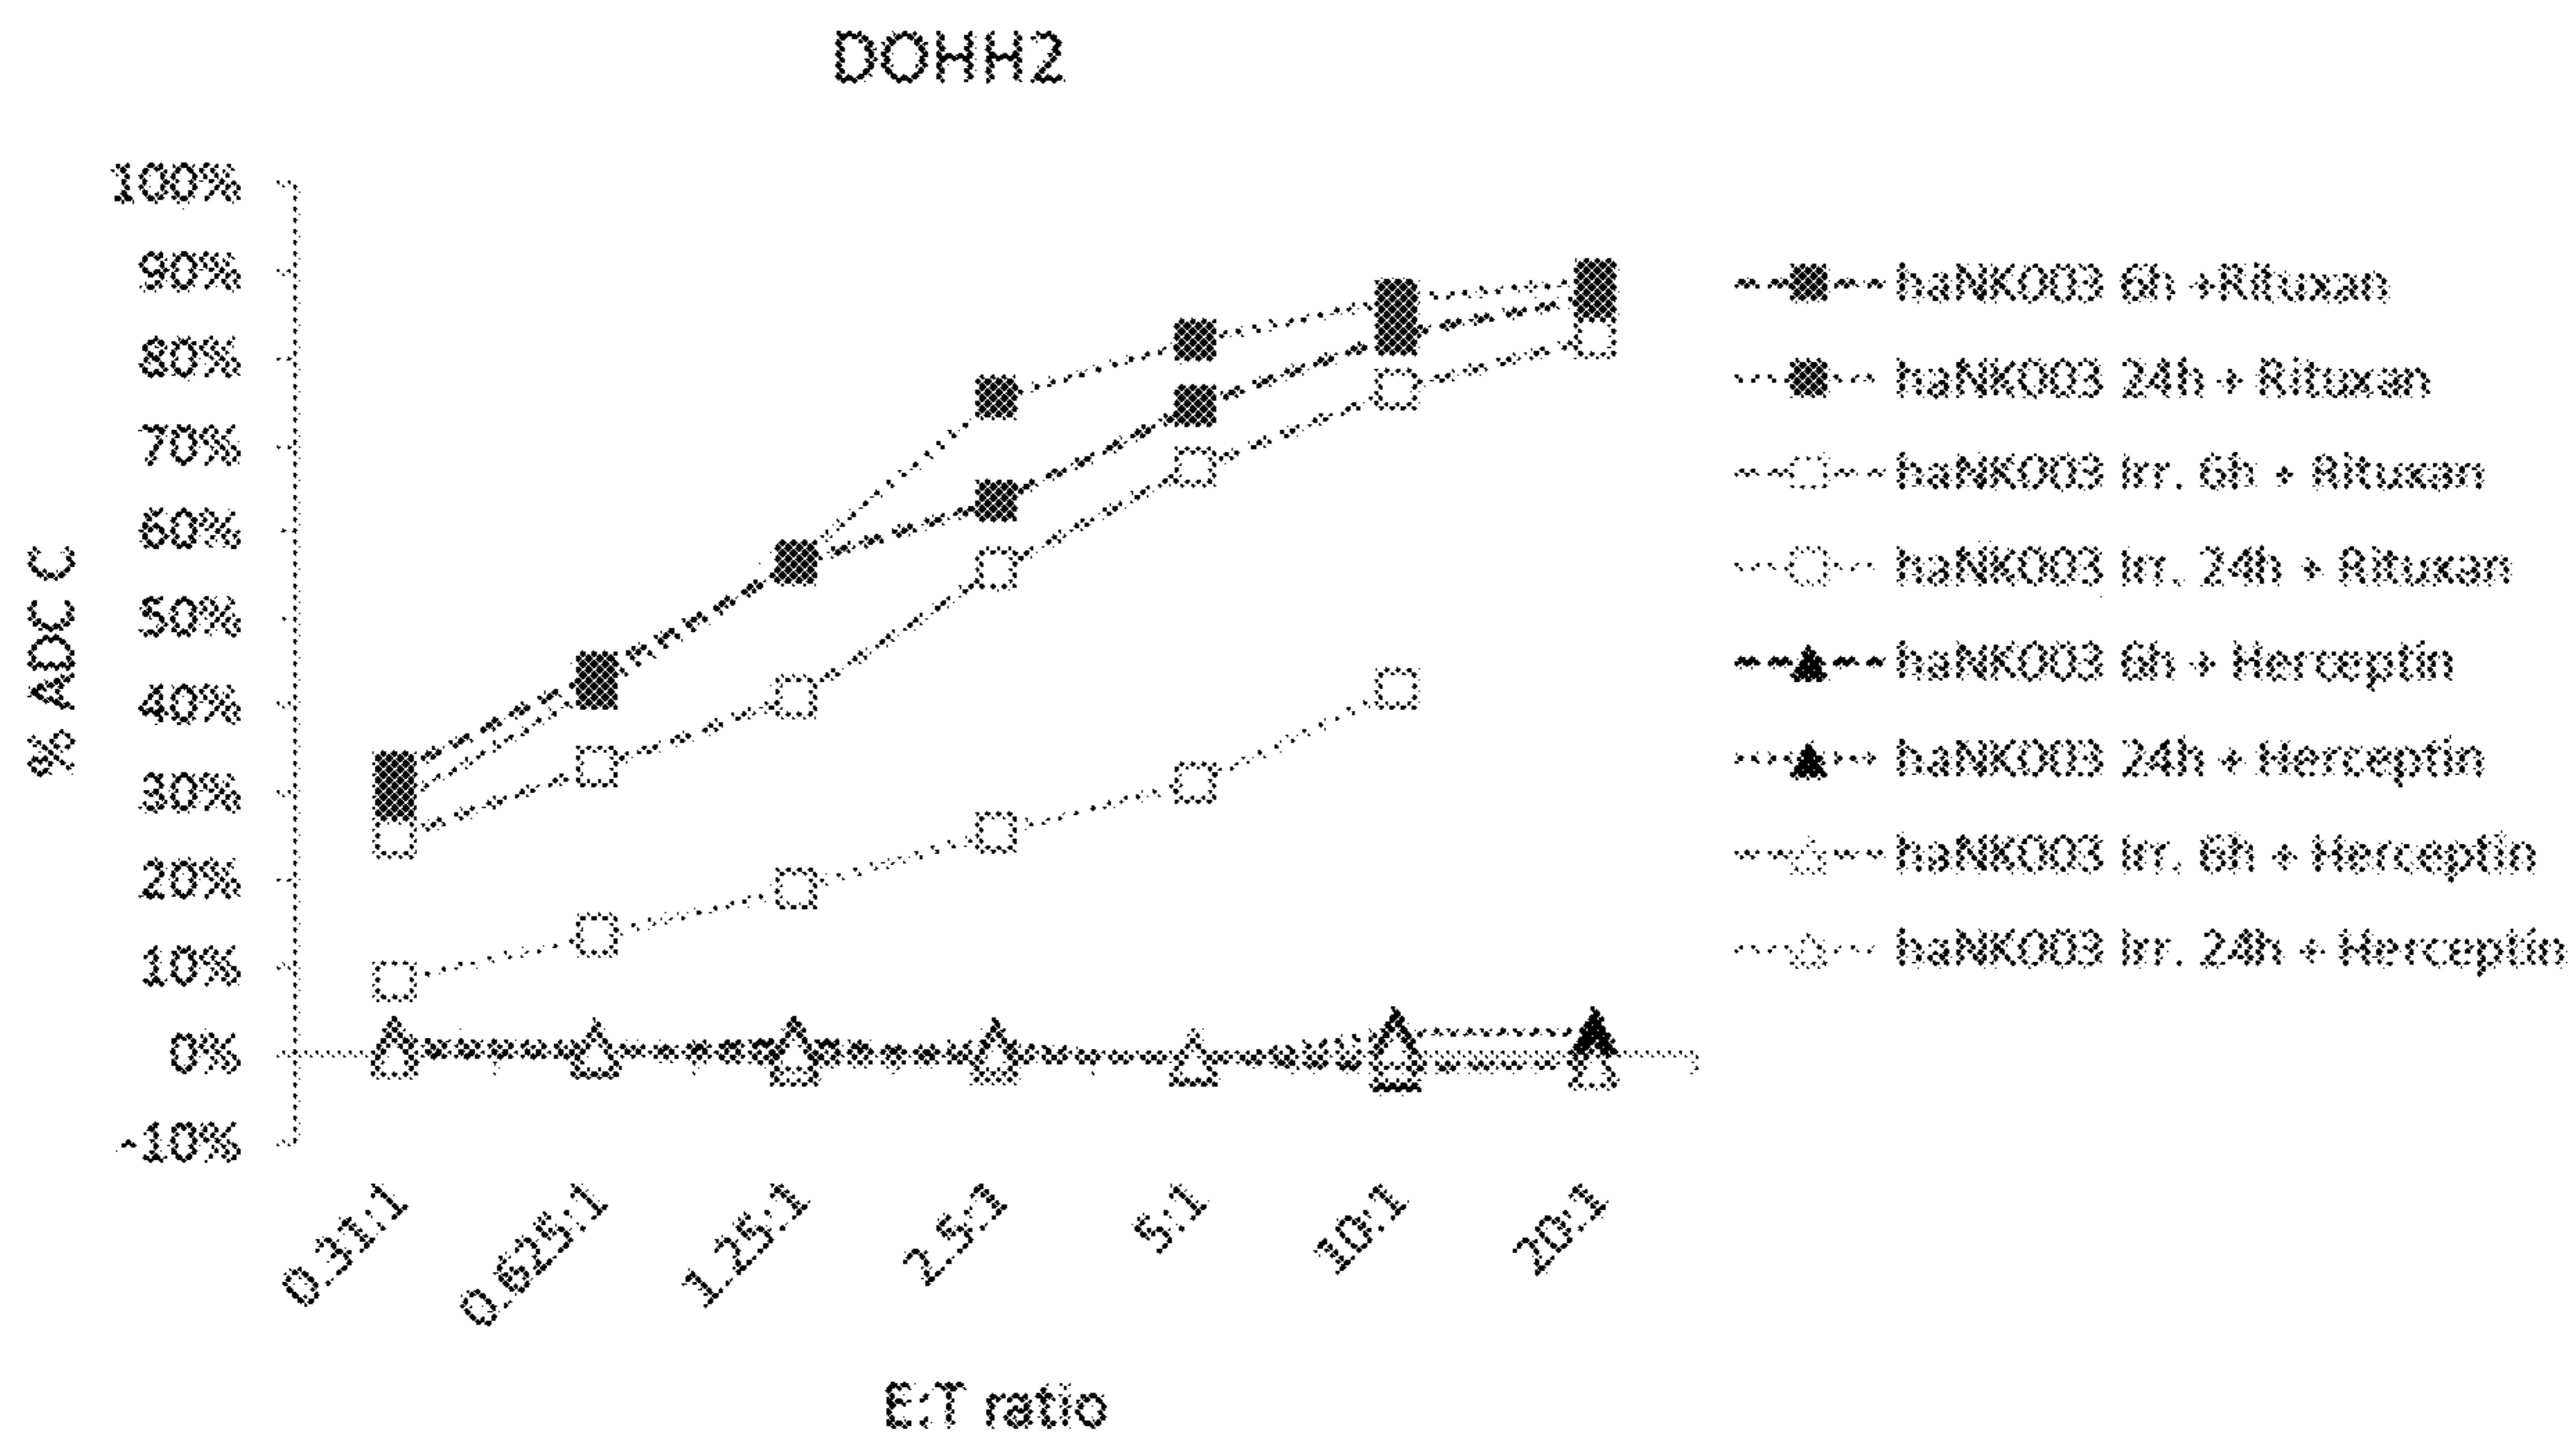 DOHH2
% ADC C
100%
90%
80%
70%
60%
50%
40%
30%
20%
10%
0%
-10%
0.31:1
0.625:1
1.25:1
2.5:1
5:1
10:1
20:1
E:T ratio
haNK003 6h +Rituxan
haNK003 24h + Rituxan
haNK003 Irr. 6h + Rituxan
haNK003 Irr. 24h + Rituxan
haNK003 6h + Herceptin
haNK003 24h + Herceptin
haNK003 Irr. 6h + Herceptin
haNK003 Irr. 24h + Herceptin